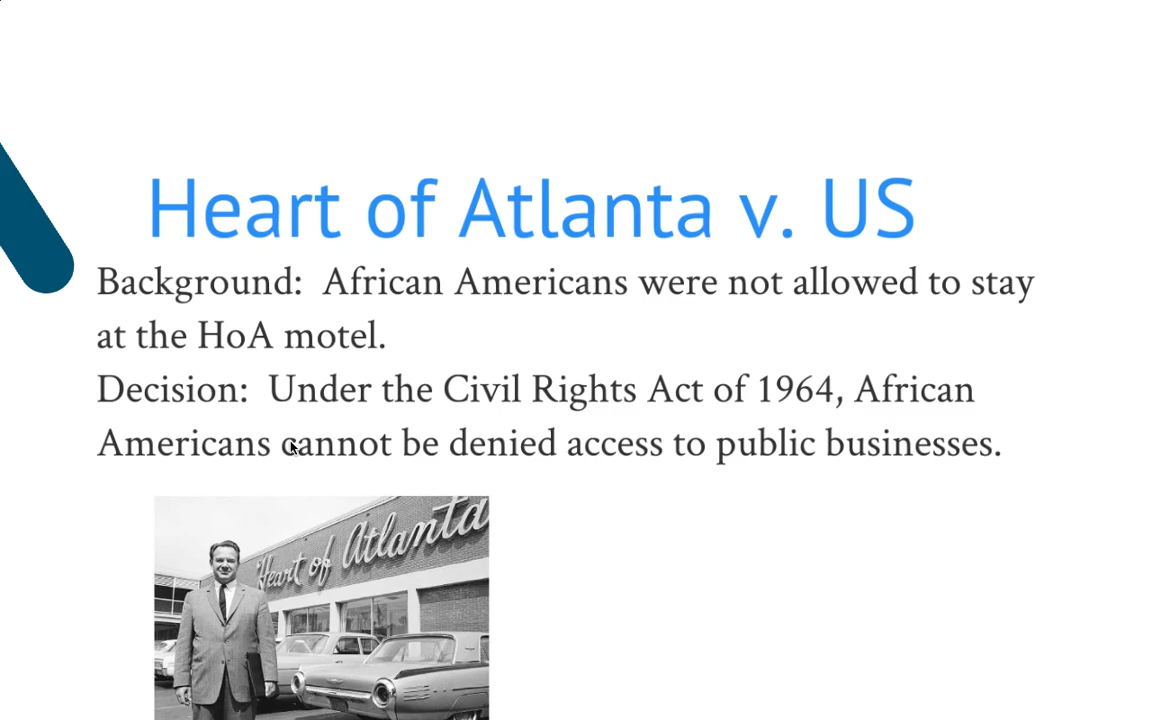 Heart of Atlanta v. US
Background:  African Americans were not allowed to stay
at the HoA motel.
Decision:  Under the Civil Rights Act of 1964, African
Americans cannot be denied access to public businesses.
Heart of Atlanta